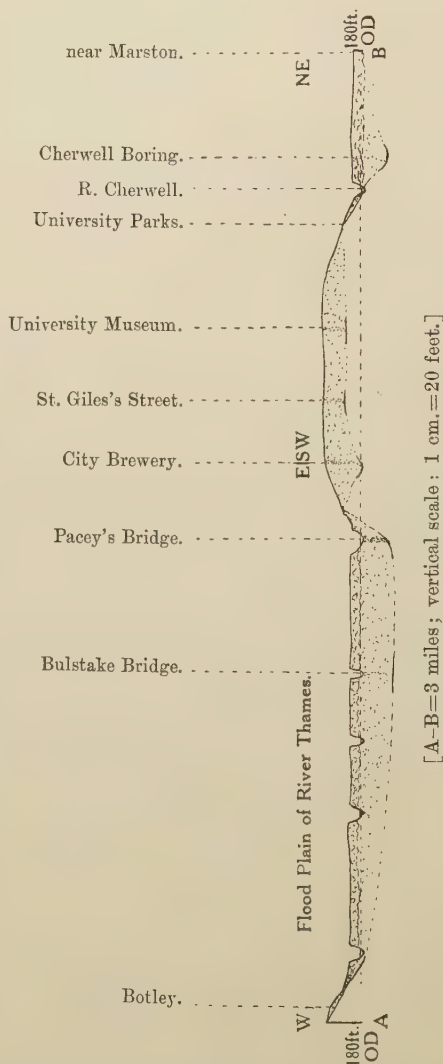 near Marston.
Cherwell Boring.
R. Cherwell.
University Parks.
University Museum.
St. Giles's Street.
City Brewery.
Pacey's Bridge.
Bulstake Bridge.
Botley.
NE
180ft.
OD
B
E|SW
Flood Plain of River Thames.
W
180ft.
OD
A
[A–B=3 miles; vertical scale: 1 cm.=20 feet.]